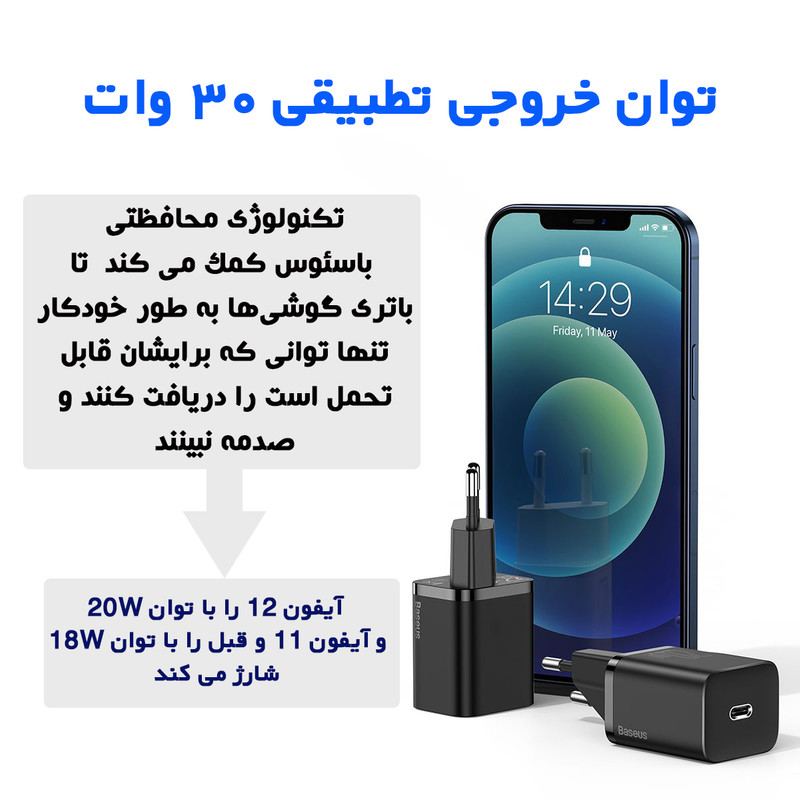 توان خروجی تطبیقی ۳۰ وات
تکنولوژی محافظتی
باسئوس کمک می کند تا
باتری گوشی‌ها به طور خودکار
تنها توانی که برایشان قابل
تحمل است را دریافت کنند و
صدمه نبینند
14:29
Friday, 11 May
آیفون 12 را با توان 20W
و آیفون 11 و قبل را با توان 18W
شارژ می کند
Baseus
Baseus